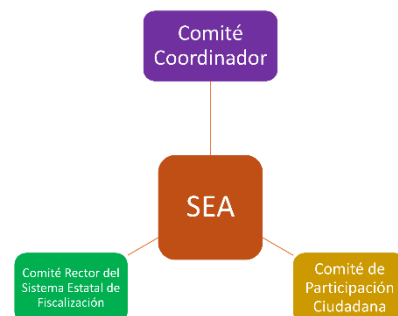 Comité
Coordinador
SEA
Comité Rector del
Sistema Estatal de
Fiscalización
Comité de
Participación
Ciudadana